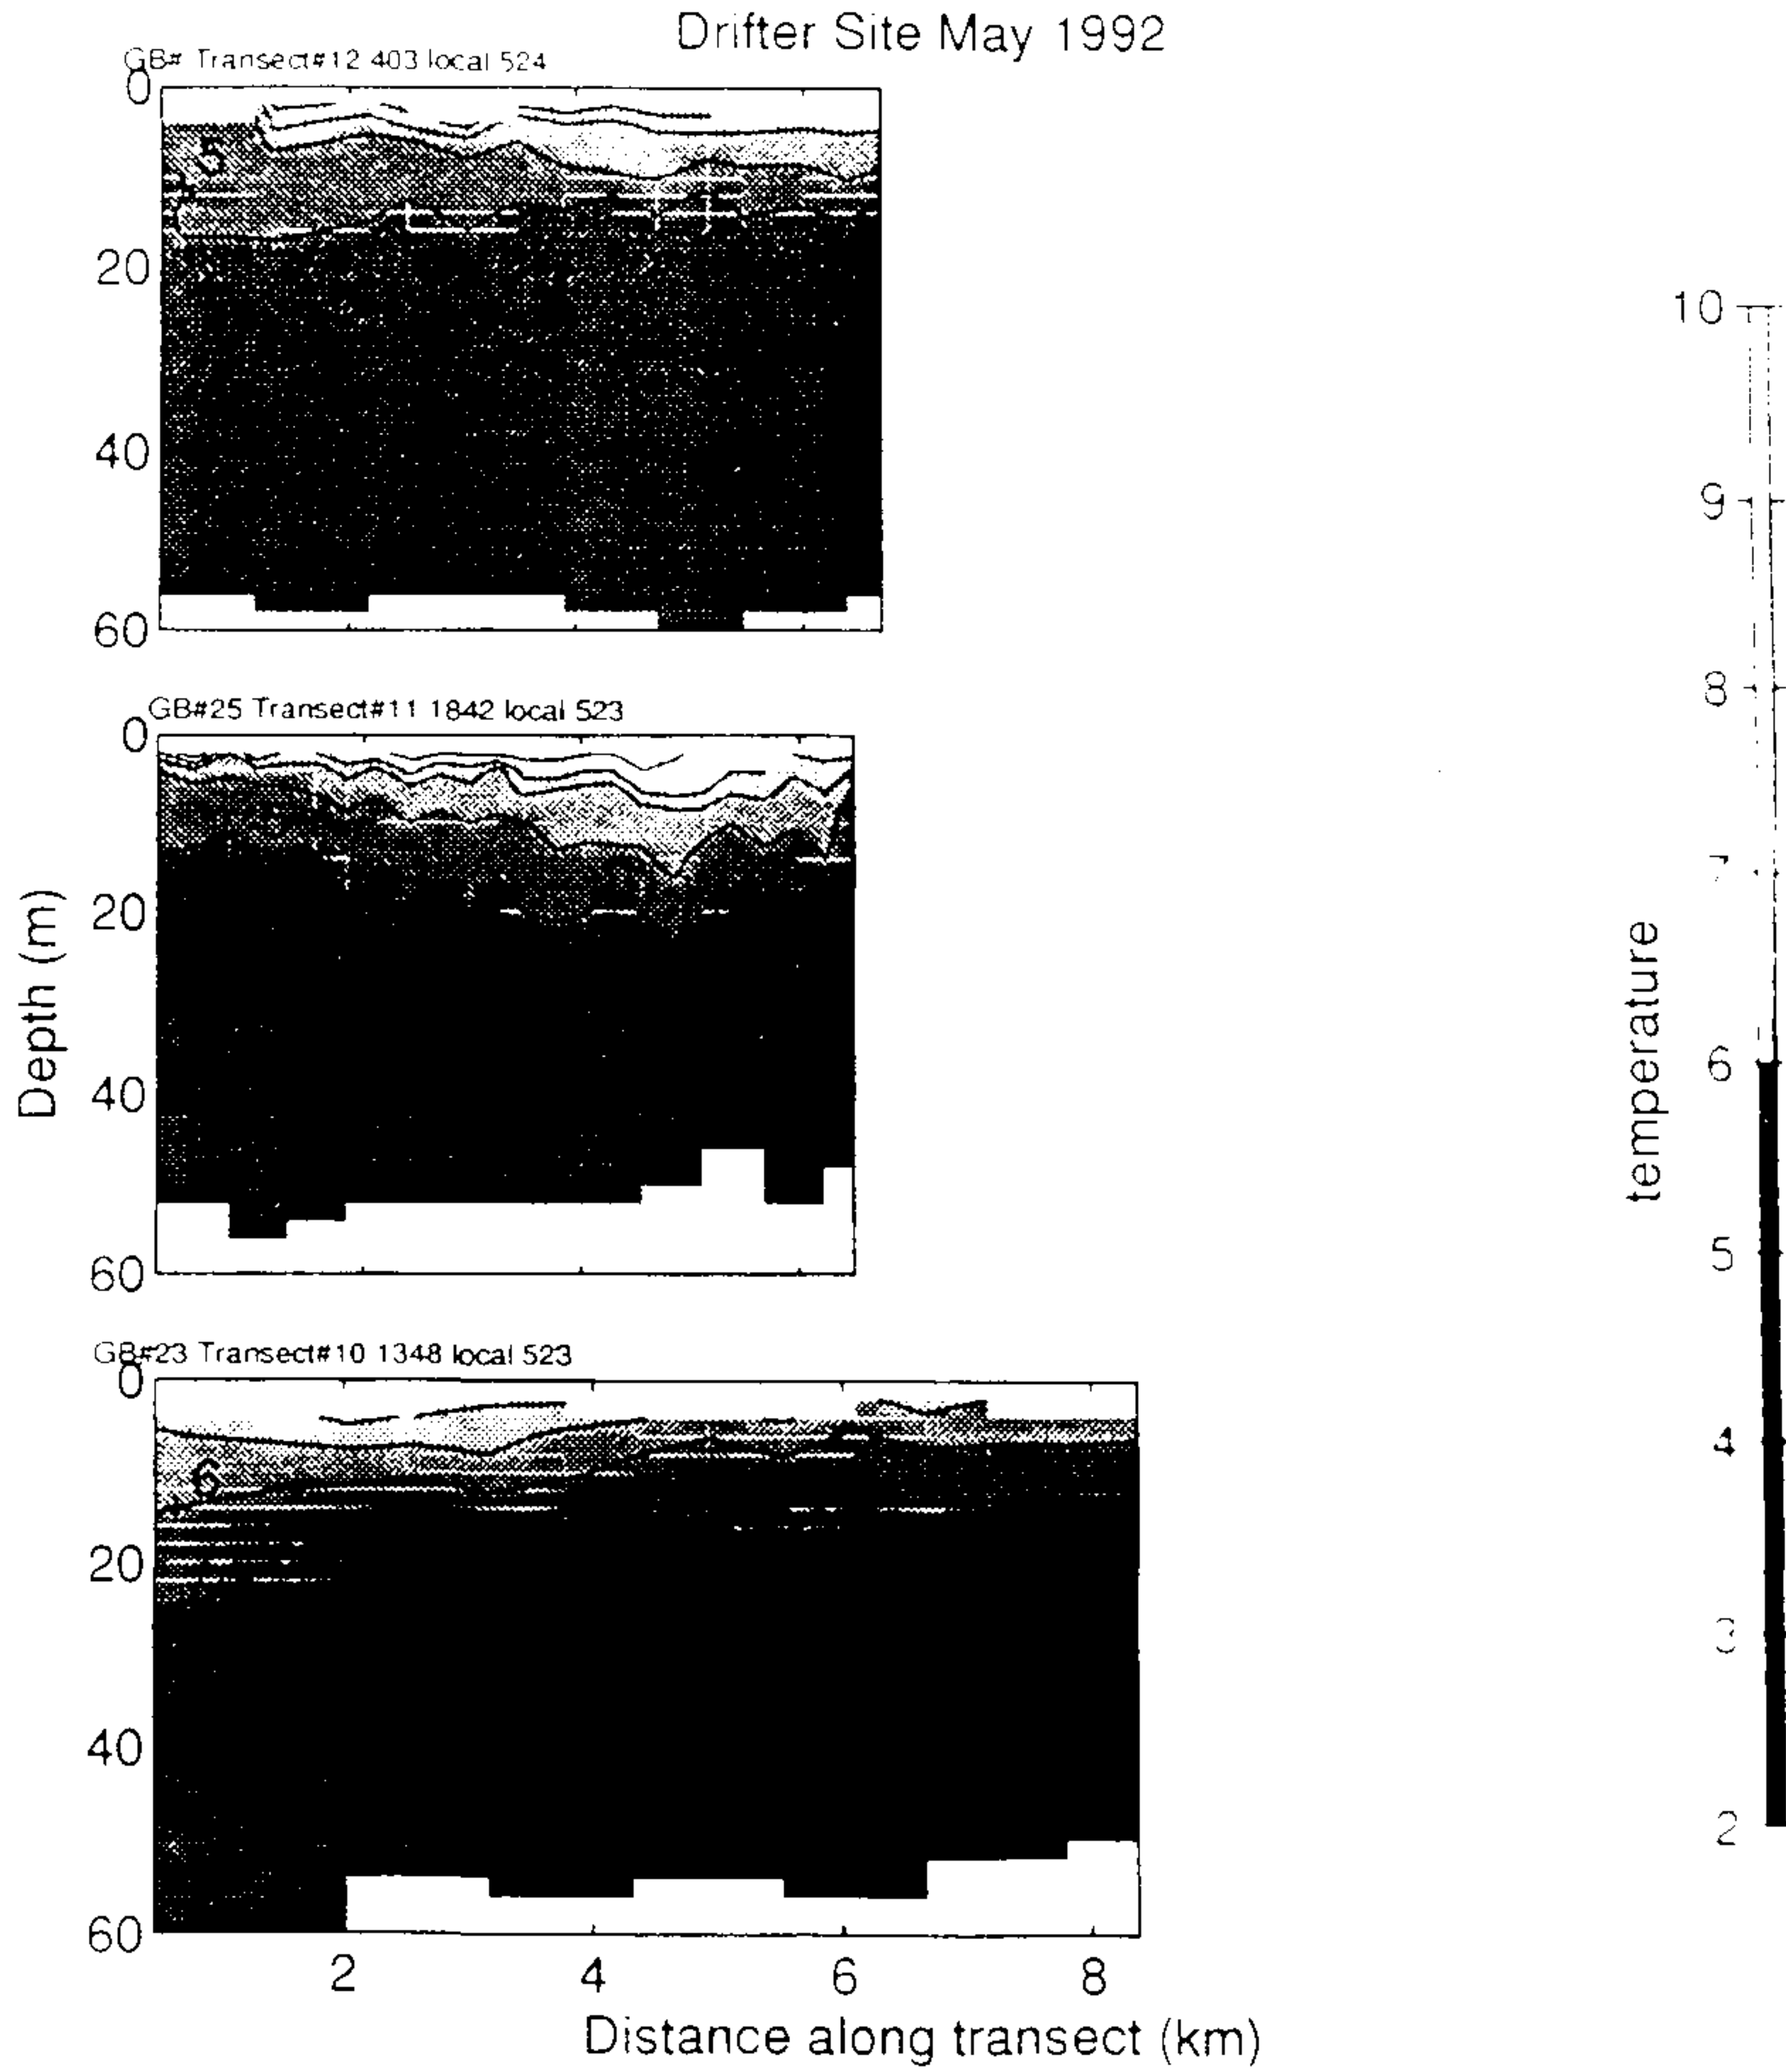 Drifter Site May 1992
GB# Transect#12 403 local 524
0
5
20
40
60
GB#25 Transect#11 1842 local 523
0
20
40
60
Depth (m)
GB#23 Transect#10 1348 local 523
0
6
20
40
60
2 4 6 8
Distance along transect (km)
10
9
8
7
6
5
4
3
2
temperature